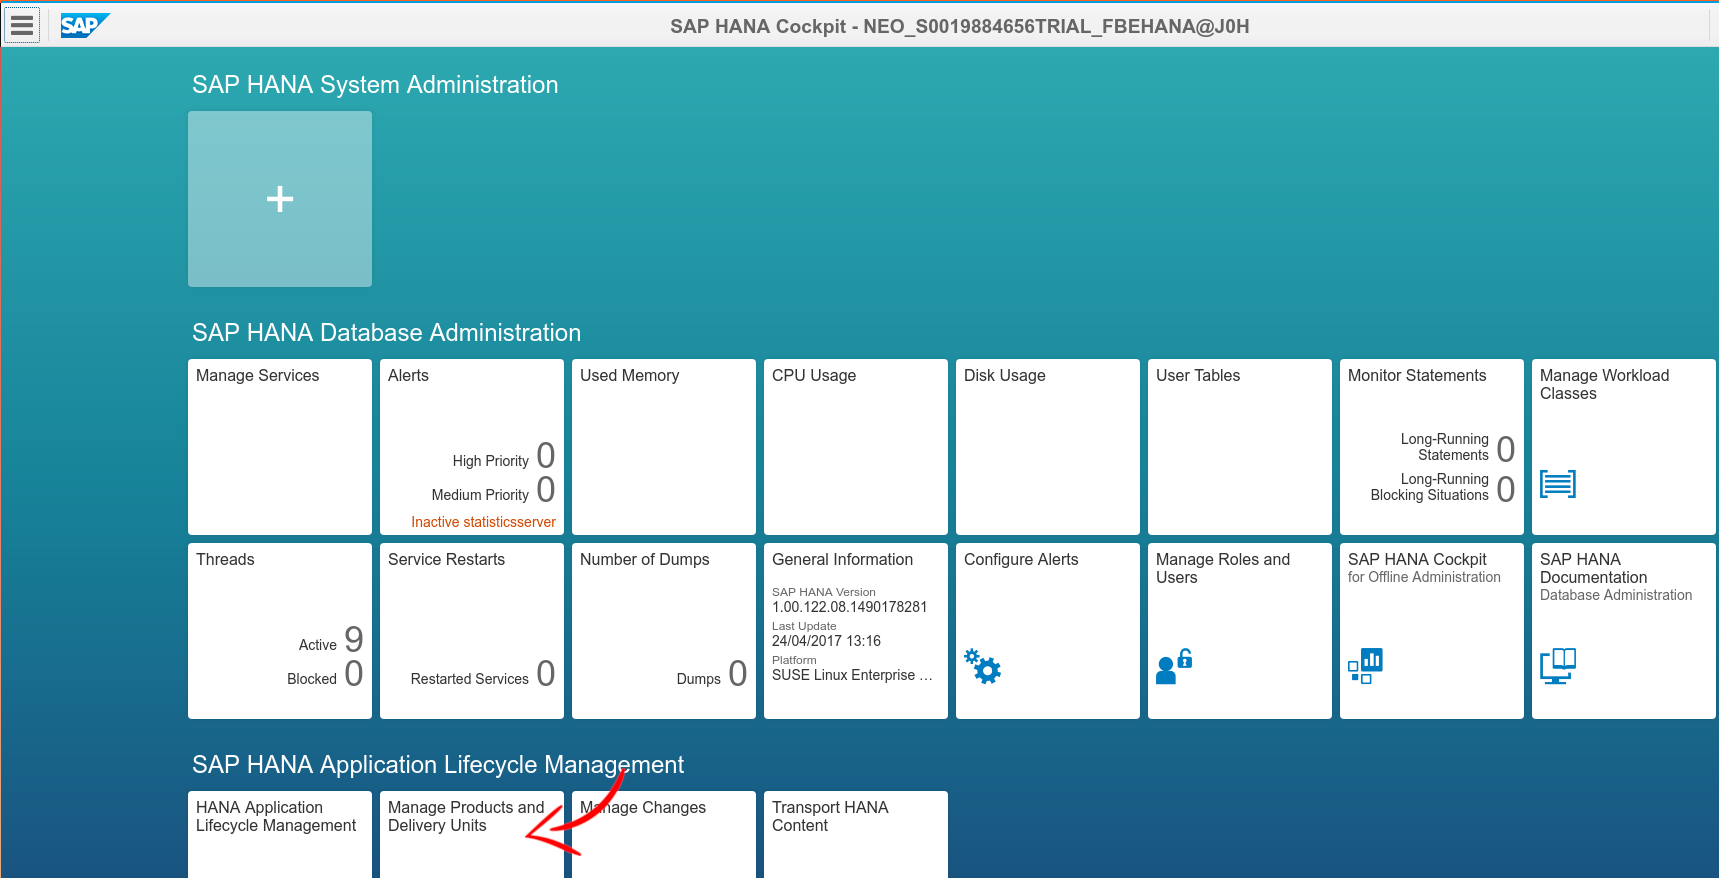 SAP
SAP HANA Cockpit - NEO_S0019884656TRIAL_FBEHANA@J0H
SAP HANA System Administration
+
SAP HANA Database Administration
Manage Services
Alerts
High Priority 0
Medium Priority 0
Inactive statisticsserver
Used Memory
CPU Usage
Disk Usage
User Tables
Monitor Statements
Long-Running
Statements 0
Long-Running
Blocking Situations 0
Manage Workload
Classes
Threads
Active 9
Blocked 0
Service Restarts
Restarted Services 0
Number of Dumps
Dumps 0
General Information
SAP HANA Version
1.00.122.08.1490178281
Last Update
24/04/2017 13:16
Platform
SUSE Linux Enterprise ...
Configure Alerts
Manage Roles and
Users
SAP HANA Cockpit
for Offline Administration
SAP HANA
Documentation
Database Administration
SAP HANA Application Lifecycle Management
HANA Application
Lifecycle Management
Manage Products and
Delivery Units
Manage Changes
Transport HANA
Content